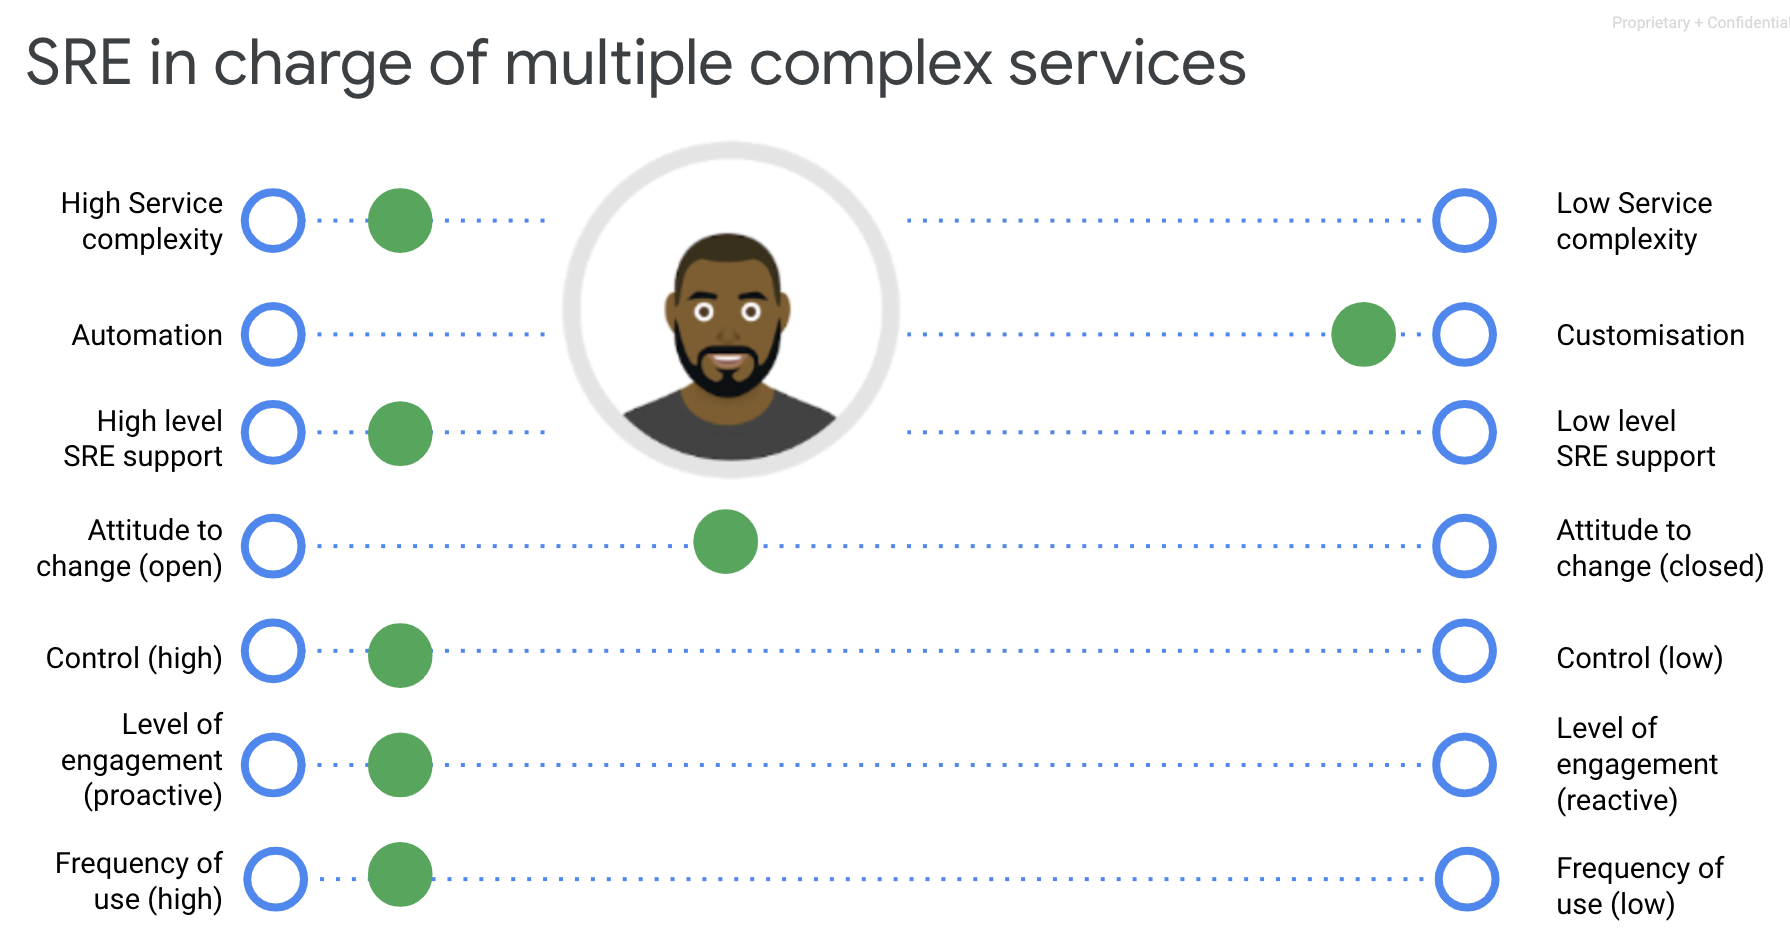 Proprietary + Confidential
SRE in charge of multiple complex services
High Service
complexity
Low Service
complexity
Automation
Customisation
High level
SRE support
Low level
SRE support
Attitude to
change (open)
Attitude to
change (closed)
Control (high)
Control (low)
Level of
engagement
(proactive)
Level of
engagement
(reactive)
Frequency of
use (high)
Frequency of
use (low)